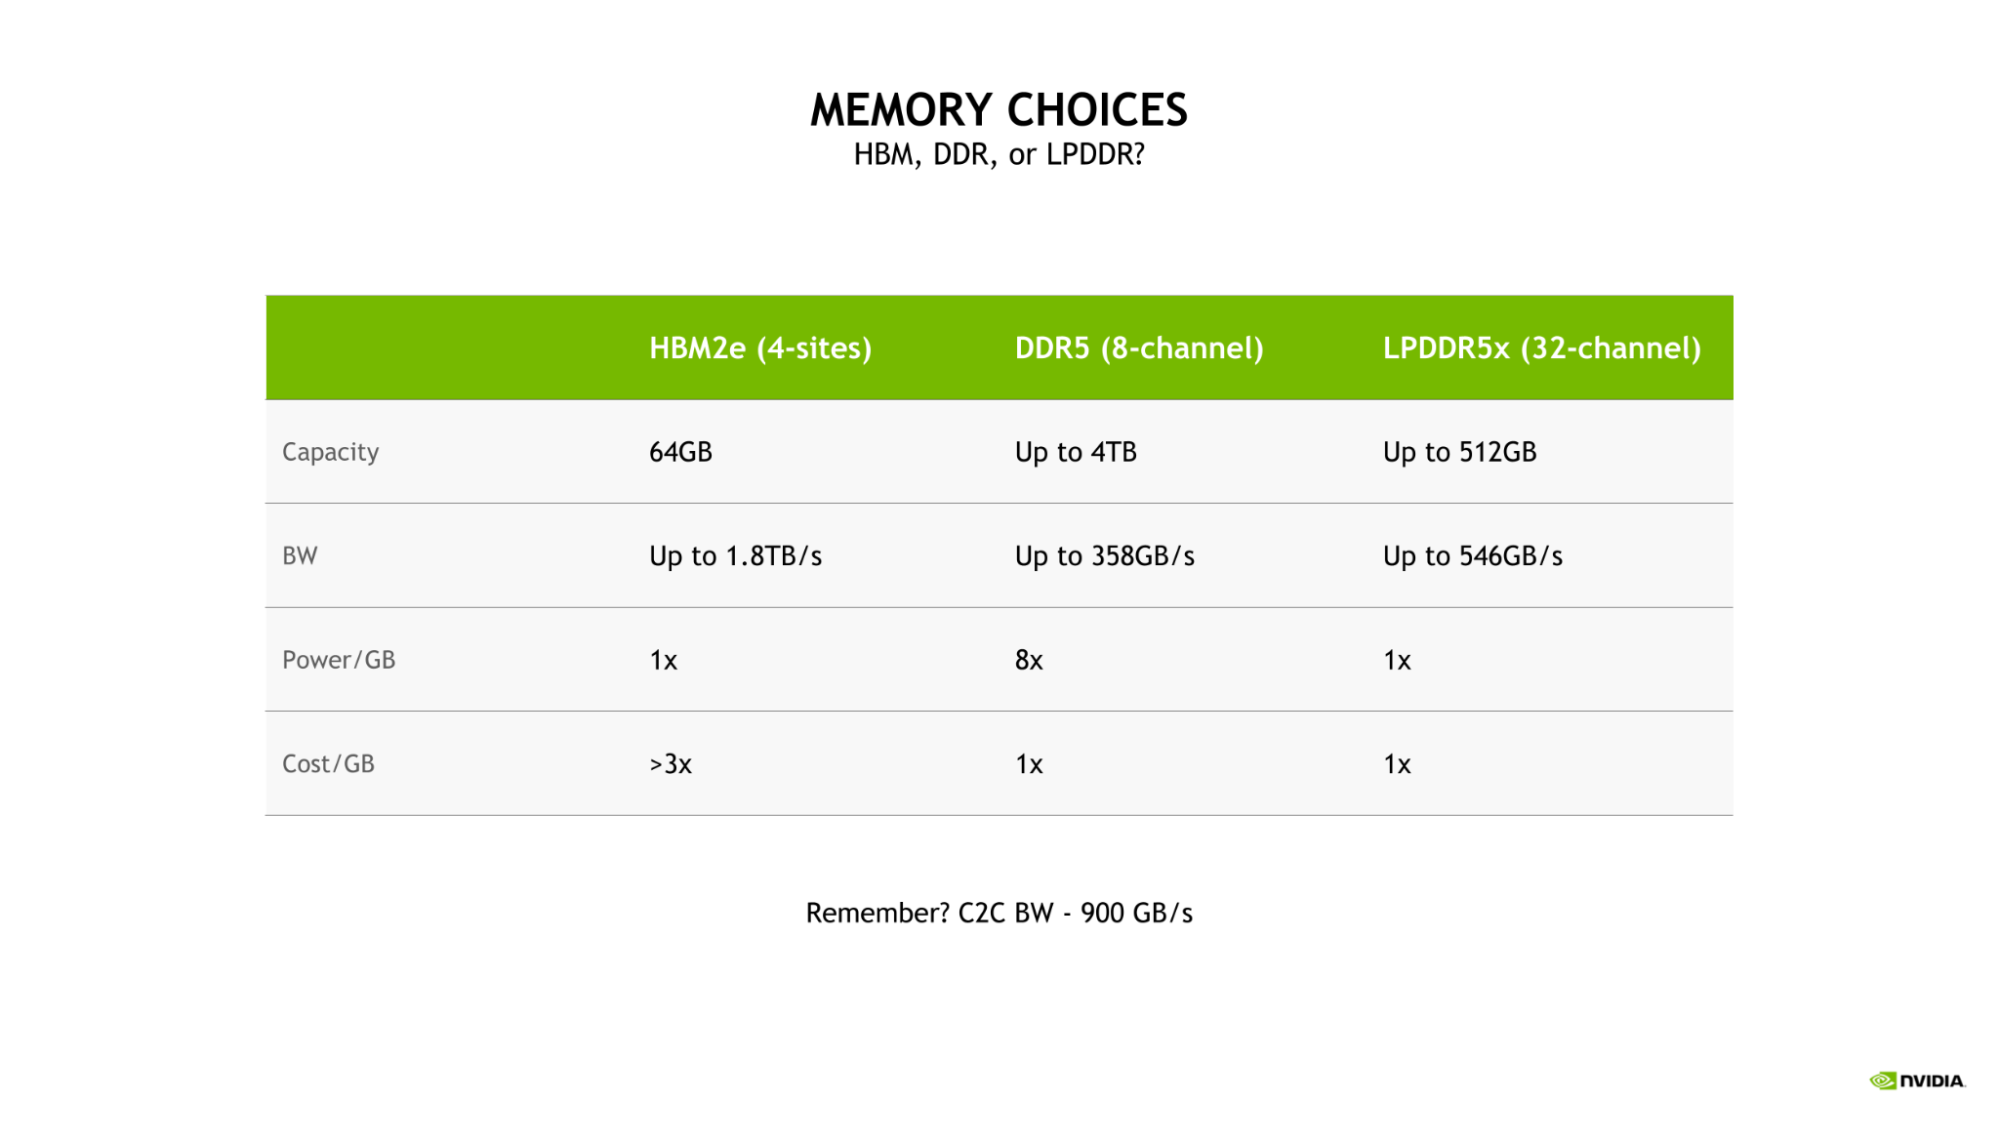 MEMORY CHOICES
HBM, DDR, or LPDDR?
HBM2e (4-sites) DDR5 (8-channel) LPDDR5x (32-channel)
Capacity 64GB Up to 4TB Up to 512GB
BW Up to 1.8TB/s Up to 358GB/s Up to 546GB/s
Power/GB 1x 8x 1x
Cost/GB >3x 1x 1x
Remember? C2C BW - 900 GB/s
NVIDIA.